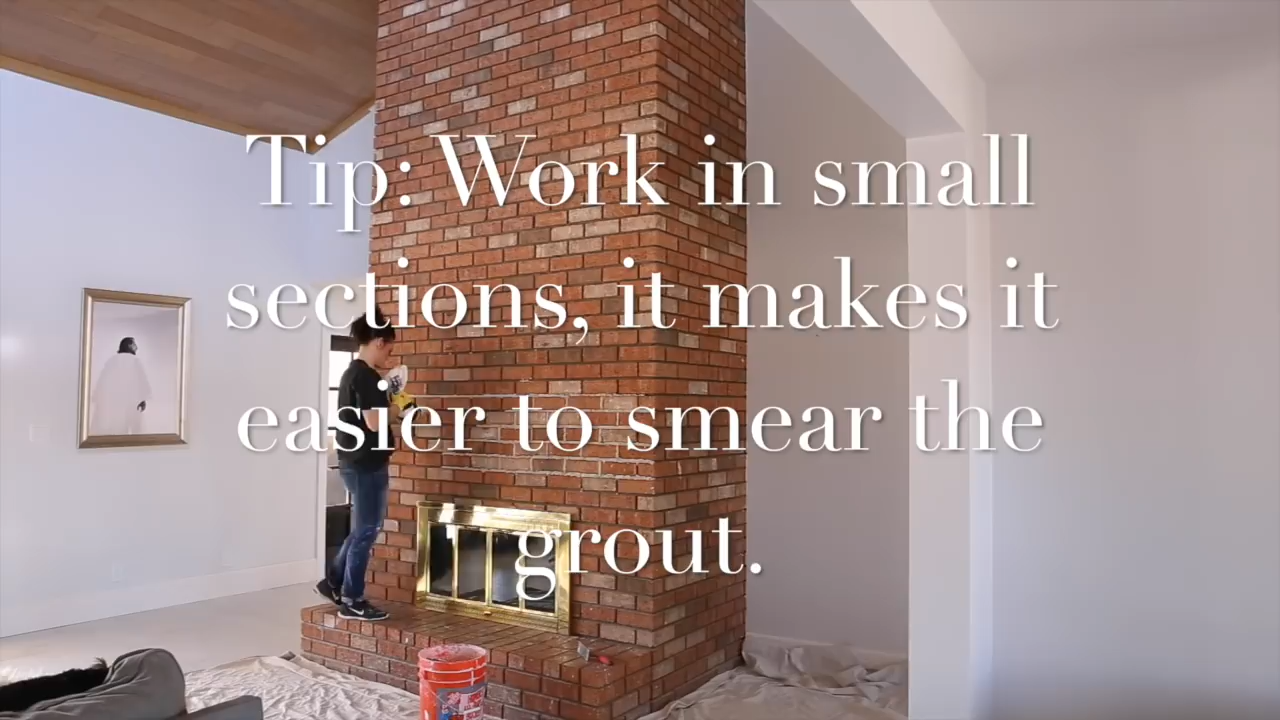 Tip: Work in small
sections, it makes it
easier to smear the
grout.